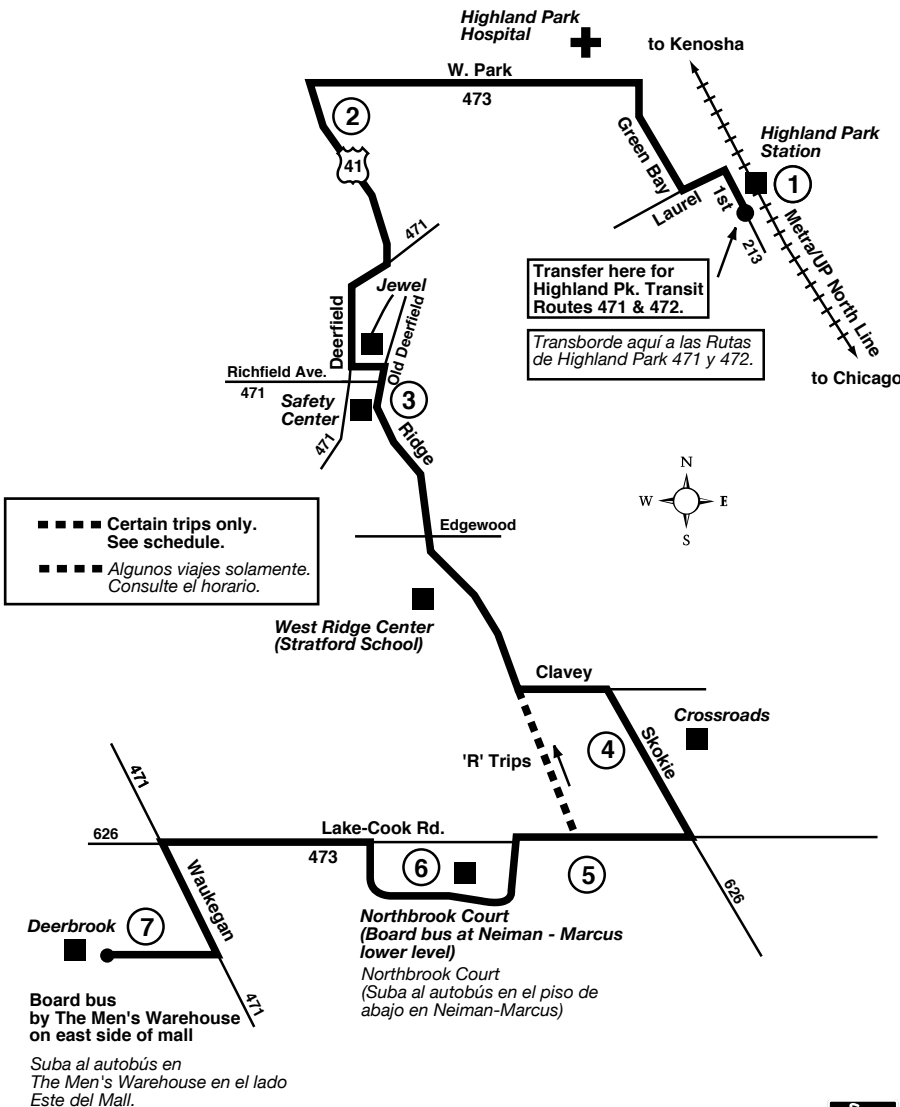 Highland Park
Hospital
to Kenosha
W. Park
473
2
41
Green Bay
Highland Park
Station
1
Laurel
1st
213
Metra/UP North Line
471
Transfer here for
Highland Pk. Transit
Routes 471 & 472.
Jewel
Deerfield
Old Deerfield
Transborde aquí a las Rutas
de Highland Park 471 y 472.
to Chicago
Richfield Ave.
471
3
Safety
Center
471
Ridge
N
W
E
S
Certain trips only.
See schedule.
Algunos viajes solamente.
Consulte el horario.
Edgewood
West Ridge Center
(Stratford School)
Clavey
Crossroads
Skokie
4
'R' Trips
471
626
Lake-Cook Rd.
473
6
5
626
Waukegan
Deerbrook
7
Northbrook Court
(Board bus at Neiman - Marcus
lower level)
Northbrook Court
(Suba al autobús en el piso de
abajo en Neiman-Marcus)
471
Board bus
by The Men's Warehouse
on east side of mall
Suba al autobús en
The Men's Warehouse en el lado
Este del Mall.